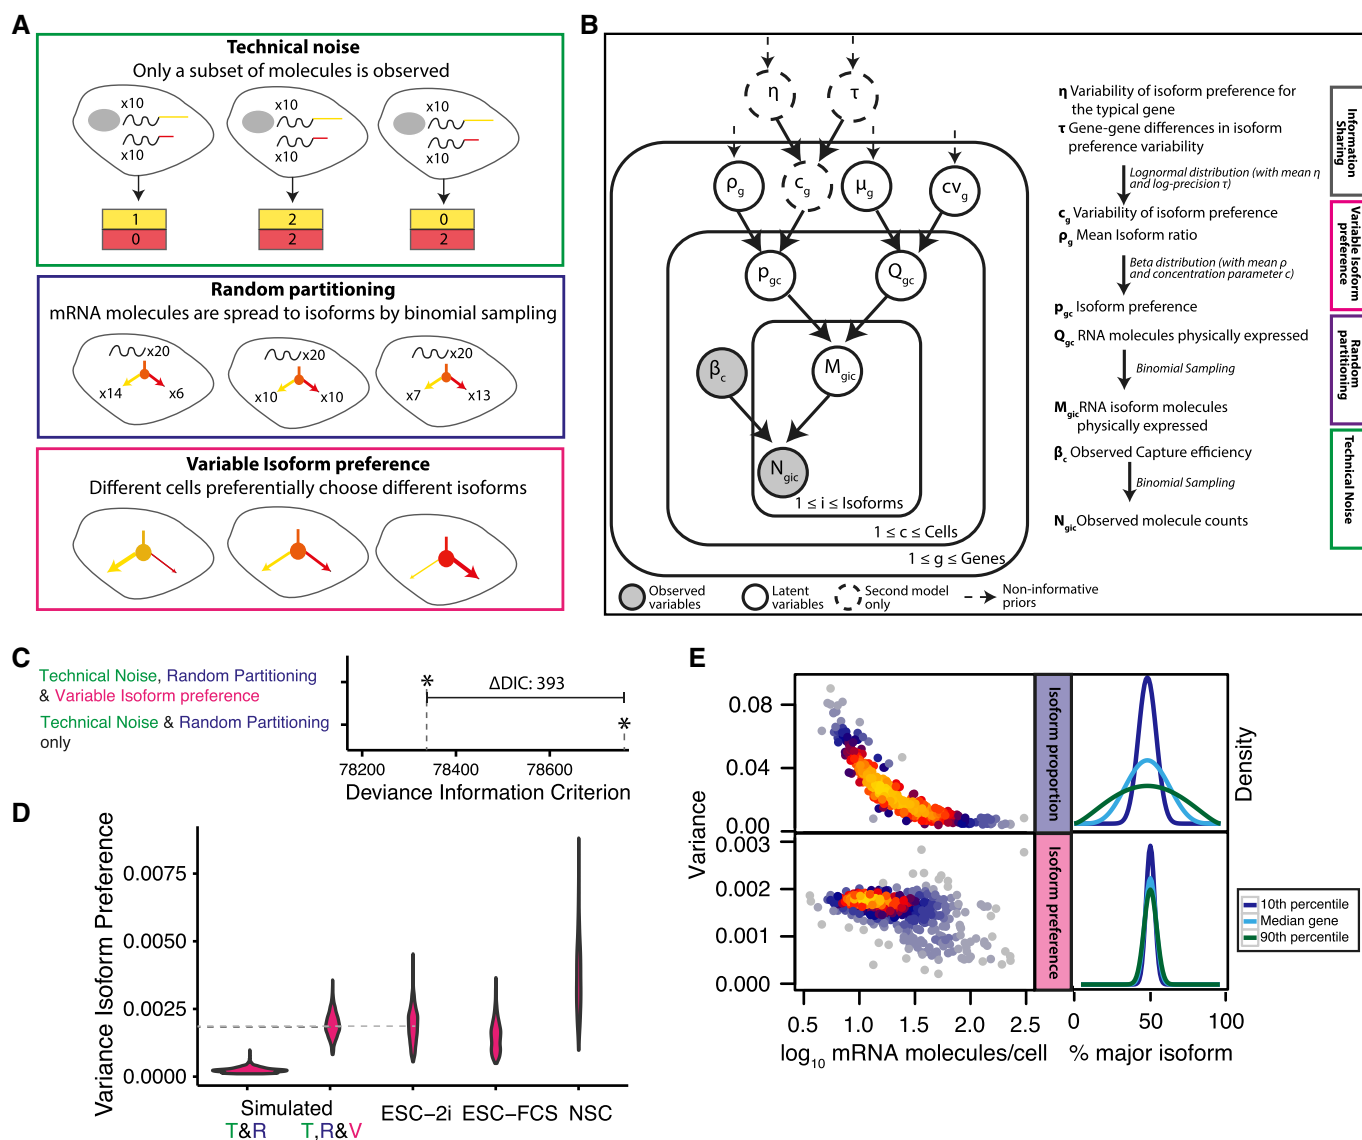 A
Technical noise
Only a subset of molecules is observed
x10
x10
x10
x10
x10
x10
1
0
2
2
0
2
Random partitioning
mRNA molecules are spread to isoforms by binomial sampling
x20
x14
x6
x20
x10
x10
x20
x7
x13
Variable Isoform preference
Different cells preferentially choose different isoforms
B
η
τ
ρg
cg
μg
cvg
pgc
Qgc
βc
Mgic
Ngic
1 ≤ i ≤ Isoforms
1 ≤ c ≤ Cells
1 ≤ g ≤ Genes
Observed
variables
Latent
variables
Second model
only
Non-informative
priors
η Variability of isoform preference for
the typical gene
τ Gene-gene differences in isoform
preference variability
Lognormal distribution (with mean η
and log-precision τ)
cg Variability of isoform preference
ρg Mean Isoform ratio
Beta distribution (with mean ρ
and concentration parameter c)
pgc Isoform preference
Qgc RNA molecules physically expressed
Binomial Sampling
Mgic RNA isoform molecules
physically expressed
βc Observed Capture efficiency
Binomial Sampling
Ngic Observed molecule counts
Information
Sharing
Variable Isoform
preference
Random
partitioning
Technical Noise
C
Technical Noise, Random Partitioning
& Variable Isoform preference
Technical Noise & Random Partitioning
only
*
ΔDIC: 393
*
78200
78400
78600
Deviance Information Criterion
D
Variance Isoform Preference
0.0075
0.0050
0.0025
0.0000
Simulated
T&R
T,R&V
ESC−2i
ESC−FCS
NSC
E
Variance
0.08
0.04
0.00
0.003
0.002
0.001
0.000
0.5
1.0
1.5
2.0
2.5
log10 mRNA molecules/cell
Isoform proportion
Isoform preference
Density
0
50
100
% major isoform
10th percentile
Median gene
90th percentile